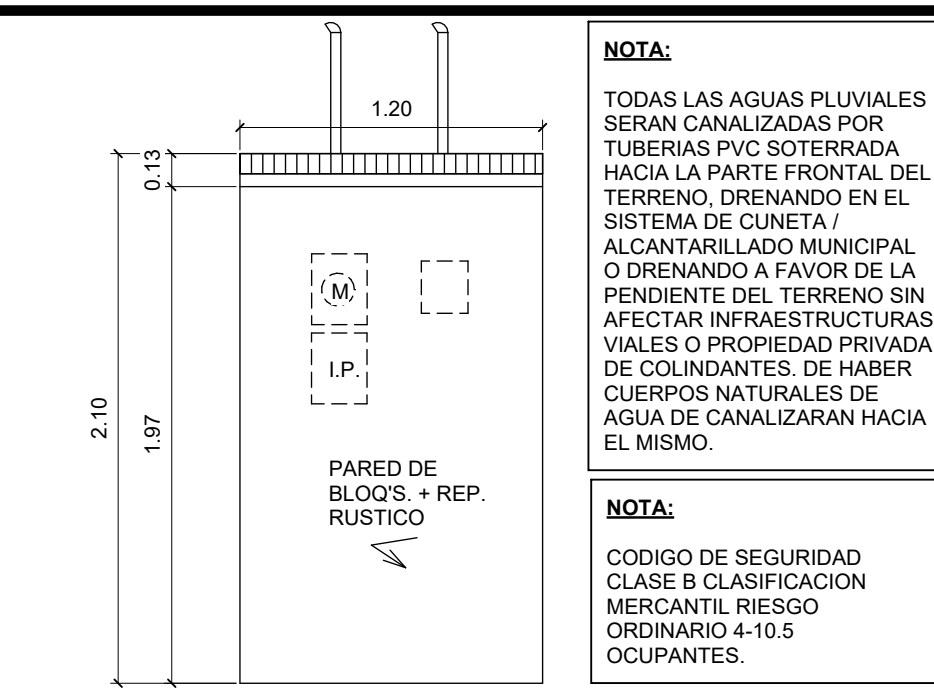 1.20
0.13
2.10
1.97
M
I.P.
PARED DE
BLOQ'S. + REP.
RUSTICO
NOTA:
TODAS LAS AGUAS PLUVIALES
SERAN CANALIZADAS POR
TUBERIAS PVC SOTERRADA
HACIA LA PARTE FRONTAL DEL
TERRENO, DRENANDO EN EL
SISTEMA DE CUNETA /
ALCANTARILLADO MUNICIPAL
O DRENANDO A FAVOR DE LA
PENDIENTE DEL TERRENO SIN
AFECTAR INFRAESTRUCTURAS
VIALES O PROPIEDAD PRIVADA
DE COLINDANTES. DE HABER
CUERPOS NATURALES DE
AGUA DE CANALIZARAN HACIA
EL MISMO.
NOTA:
CODIGO DE SEGURIDAD
CLASE B CLASIFICACION
MERCANTIL RIESGO
ORDINARIO 4-10.5
OCUPANTES.